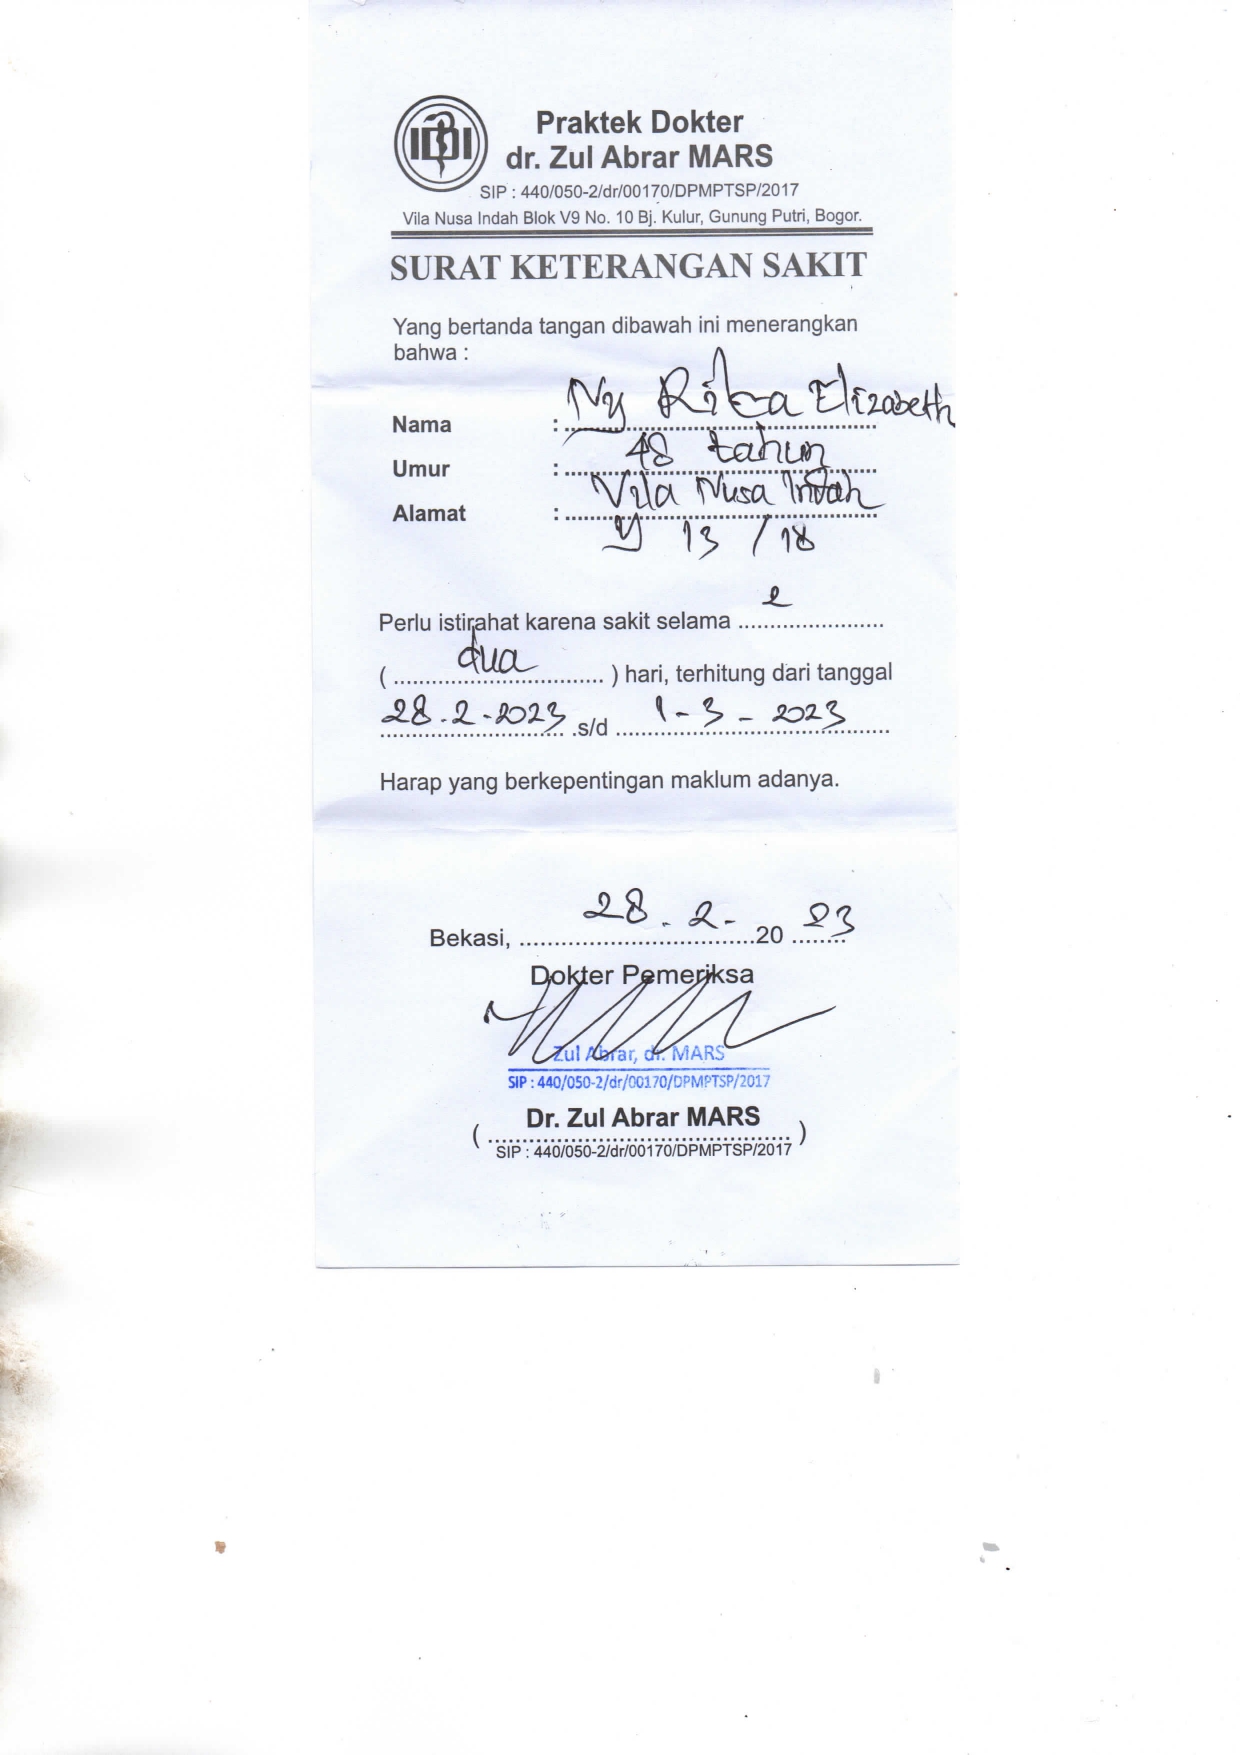 IDI
Praktek Dokter
dr. Zul Abrar MARS
SIP : 440/050-2/dr/00170/DPMPTSP/2017
Vila Nusa Indah Blok V9 No. 10 Bj. Kulur, Gunung Putri, Bogor.
SURAT KETERANGAN SAKIT
Yang bertanda tangan dibawah ini menerangkan
bahwa :
Nama : Ny Rika Elizabeth
Umur : 48 tahun
Alamat : Vila Nusa Indah
Y 13 / 18
Perlu istirahat karena sakit selama 2
( dua ) hari, terhitung dari tanggal
28.2-2023 .s/d 1-3-2023
Harap yang berkepentingan maklum adanya.
Bekasi, 28.2- 20 23
Dokter Pemeriksa
Zul Abrar, dr. MARS
SIP : 440/050-2/dr/00170/DPMPTSP/2017
Dr. Zul Abrar MARS
( )
SIP : 440/050-2/dr/00170/DPMPTSP/2017